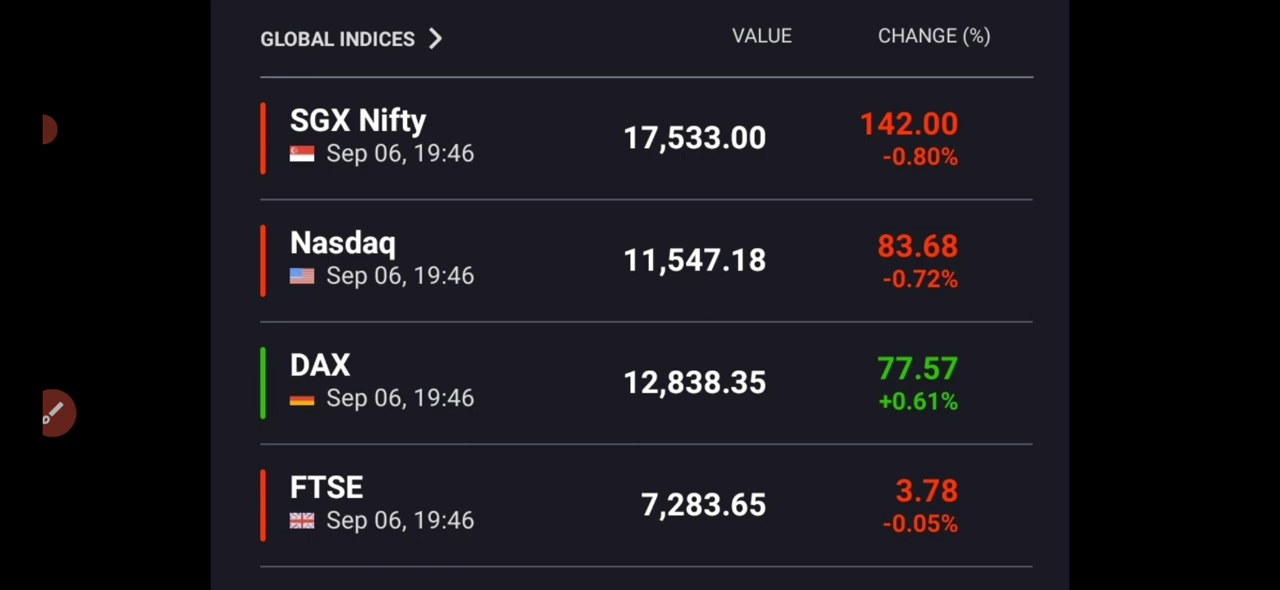 GLOBAL INDICES VALUE CHANGE (%)
SGX Nifty 17,533.00 142.00
Sep 06, 19:46 -0.80%
Nasdaq 11,547.18 83.68
Sep 06, 19:46 -0.72%
DAX 12,838.35 77.57
Sep 06, 19:46 +0.61%
FTSE 7,283.65 3.78
Sep 06, 19:46 -0.05%